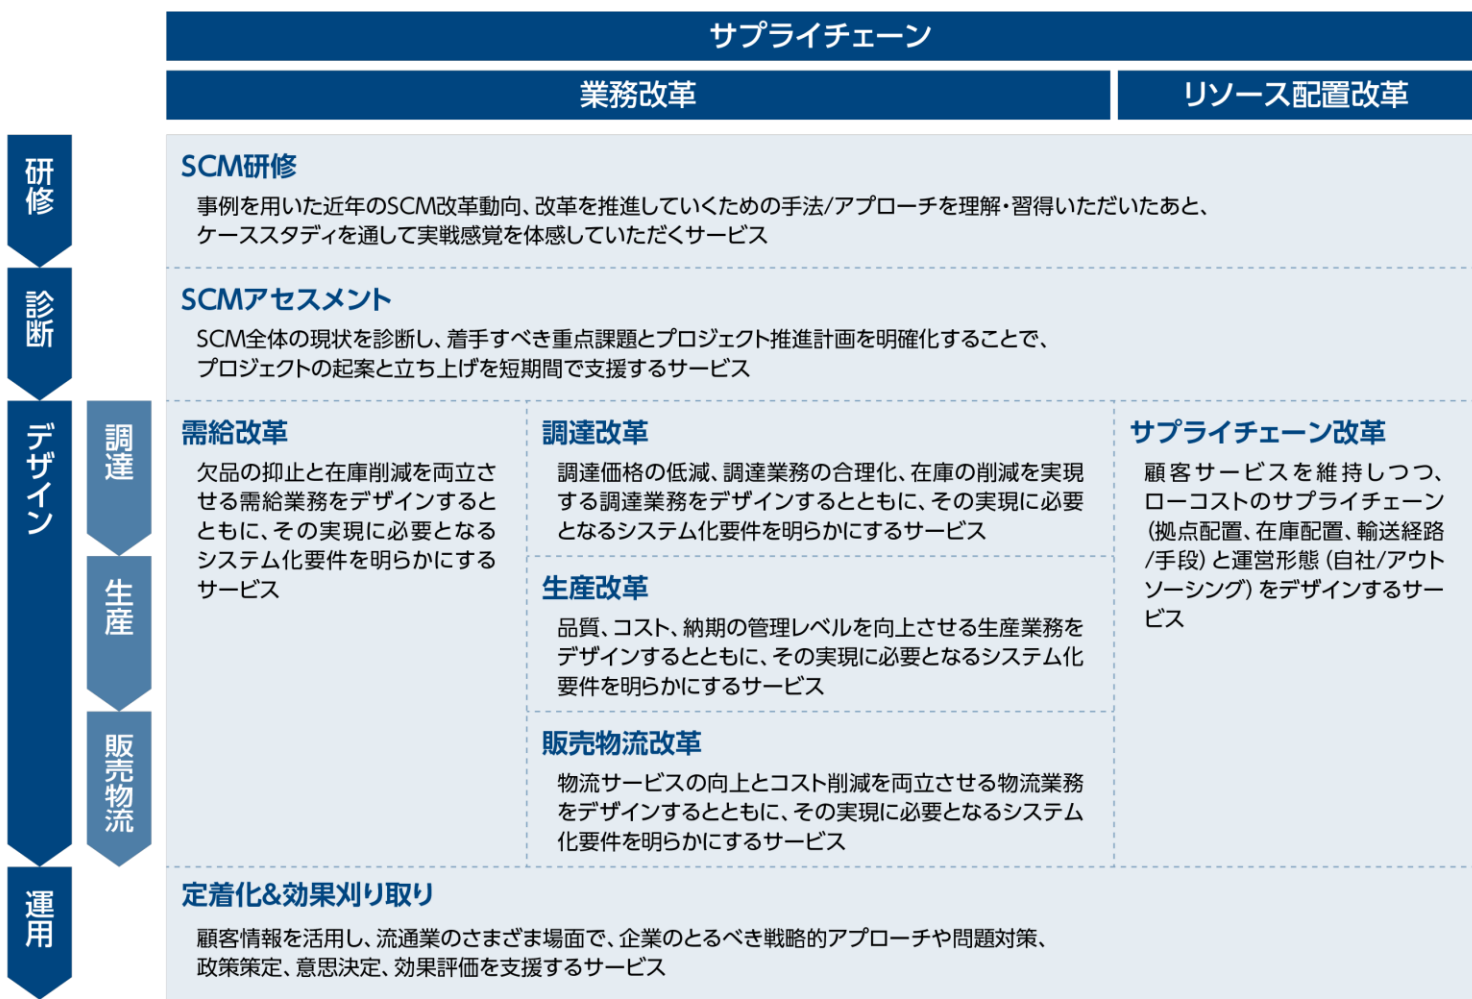 サプライチェーン
業務改革
リソース配置改革
研修
SCM研修
事例を用いた近年のSCM改革動向、改革を推進していくための手法/アプローチを理解・習得いただいたあと、
ケーススタディを通して実戦感覚を体感していただくサービス
診断
SCMアセスメント
SCM全体の現状を診断し、着手すべき重点課題とプロジェクト推進計画を明確化することで、
プロジェクトの起案と立ち上げを短期間で支援するサービス
デザイン
調達
生産
販売物流
需給改革
欠品の抑止と在庫削減を両立さ
せる需給業務をデザインすると
ともに、その実現に必要となる
システム化要件を明らかにする
サービス
調達改革
調達価格の低減、調達業務の合理化、在庫の削減を実現
する調達業務をデザインするとともに、その実現に必要
となるシステム化要件を明らかにするサービス
生産改革
品質、コスト、納期の管理レベルを向上させる生産業務を
デザインするとともに、その実現に必要となるシステム化
要件を明らかにするサービス
販売物流改革
物流サービスの向上とコスト削減を両立させる物流業務
をデザインするとともに、その実現に必要となるシステム
化要件を明らかにするサービス
サプライチェーン改革
顧客サービスを維持しつつ、
ローコストのサプライチェーン
(拠点配置、在庫配置、輸送経路
/手段)と運営形態(自社/アウト
ソーシング)をデザインするサー
ビス
運用
定着化&効果刈り取り
顧客情報を活用し、流通業のさまざま場面で、企業のとるべき戦略的アプローチや問題対策、
政策策定、意思決定、効果評価を支援するサービス